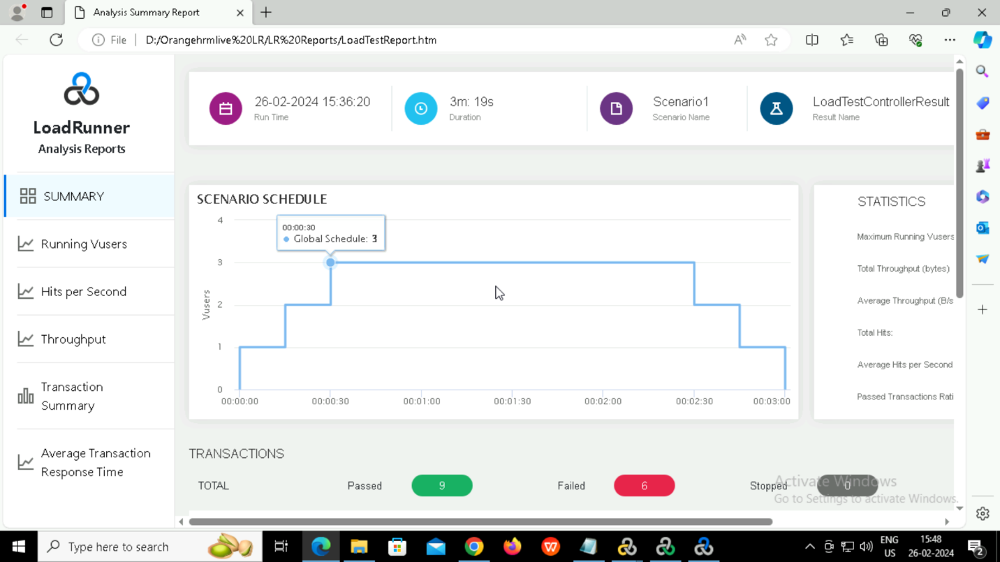 Analysis Summary Report
File
D:/Orangehrmlive%20LR/LR%20Reports/LoadTestReport.htm
LoadRunner
Analysis Reports
SUMMARY
Running Vusers
Hits per Second
Throughput
Transaction
Summary
Average Transaction
Response Time
26-02-2024 15:36:20
Run Time
3m: 19s
Duration
Scenario1
Scenario Name
LoadTestControllerResult
Result Name
SCENARIO SCHEDULE
00:00:30
Global Schedule: 3
Vusers
4
3
2
1
0
00:00:00 00:00:30 00:01:00 00:01:30 00:02:00 00:02:30 00:03:00
STATISTICS
Maximum Running Vusers
Total Throughput (bytes)
Average Throughput (B/s
Total Hits:
Average Hits per Second
Passed Transactions Rati
TRANSACTIONS
TOTAL Passed 9 Failed 6 Stopped 0
Activate Windows
Go to Settings to activate Windows.
Type here to search
ENG
US
15:48
26-02-2024
2